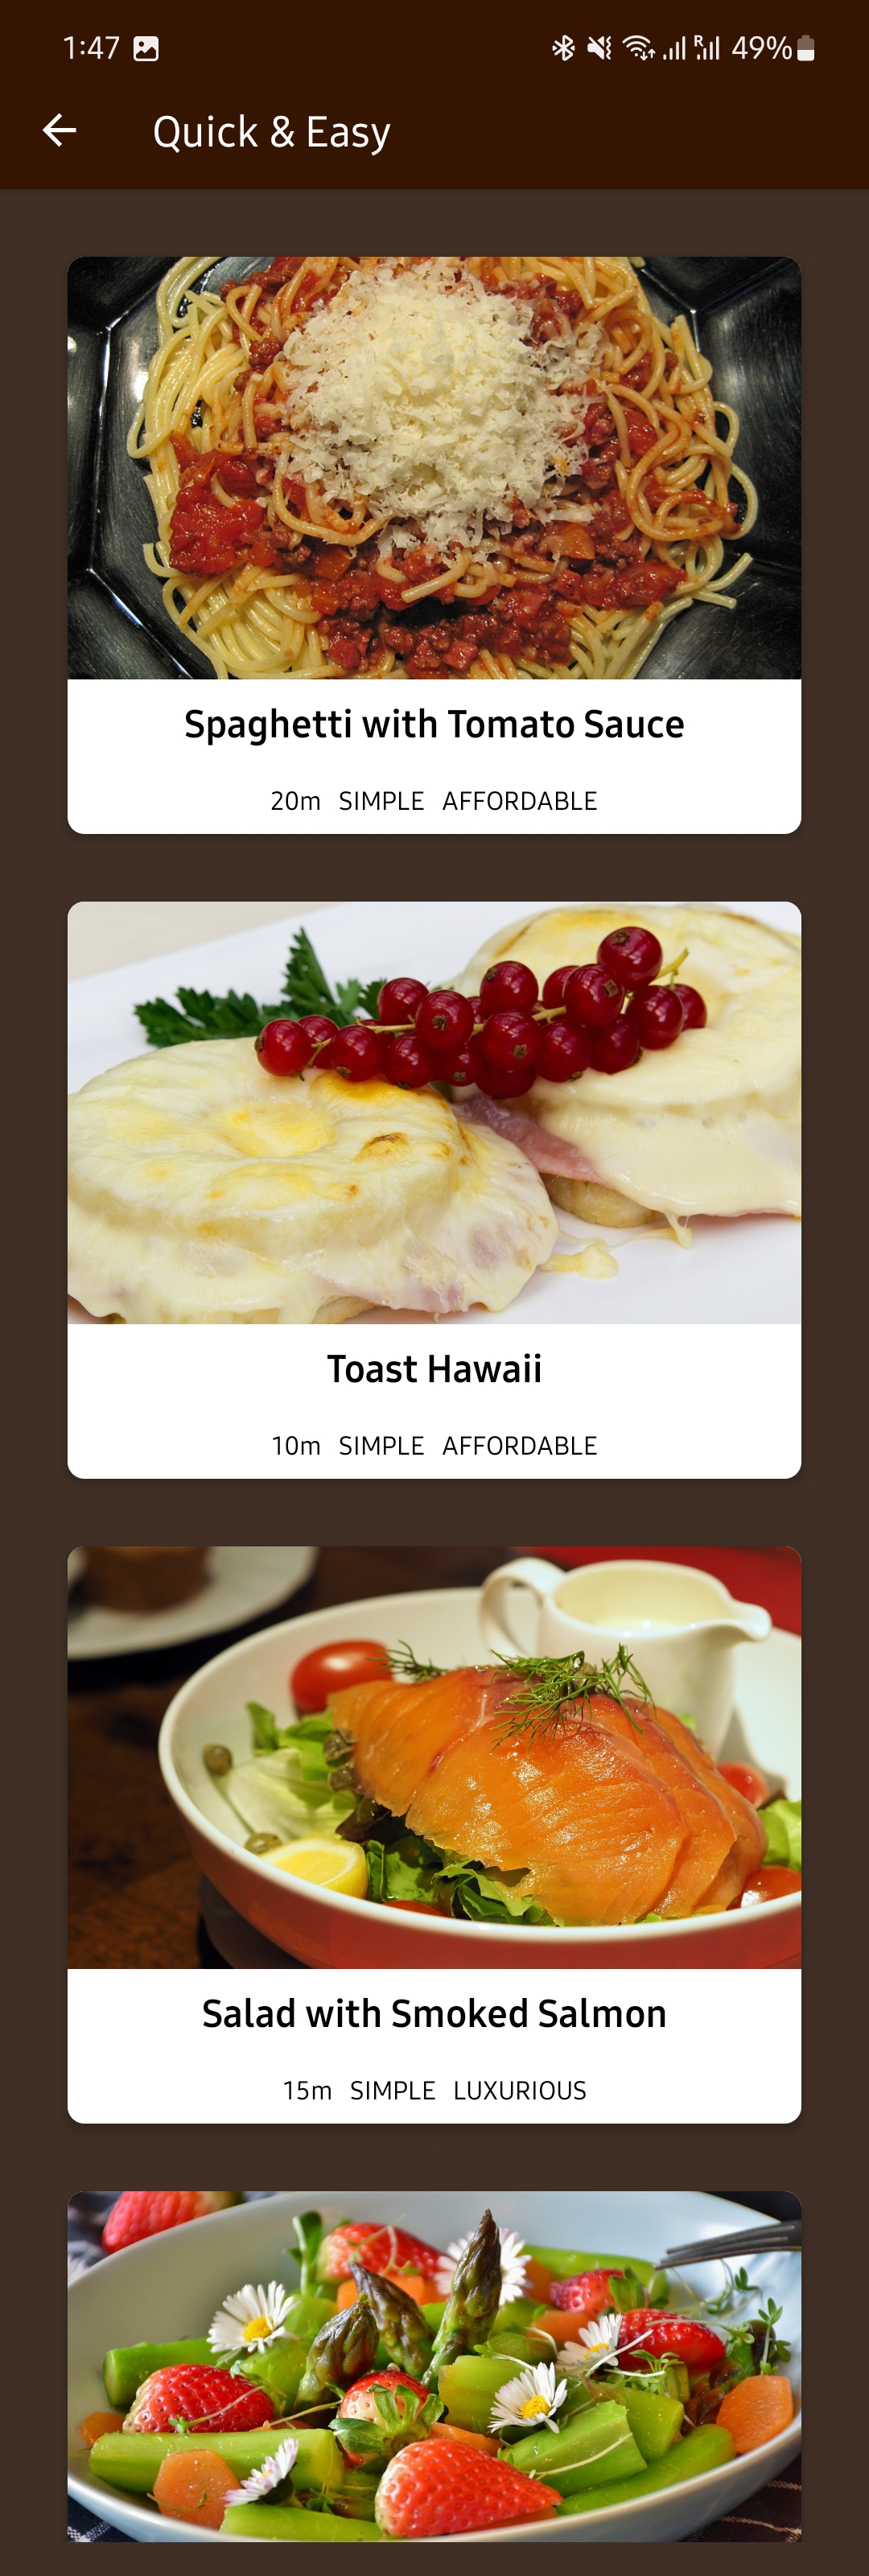 1:47 R 49%
Quick & Easy
Spaghetti with Tomato Sauce
20m SIMPLE AFFORDABLE
Toast Hawaii
10m SIMPLE AFFORDABLE
Salad with Smoked Salmon
15m SIMPLE LUXURIOUS